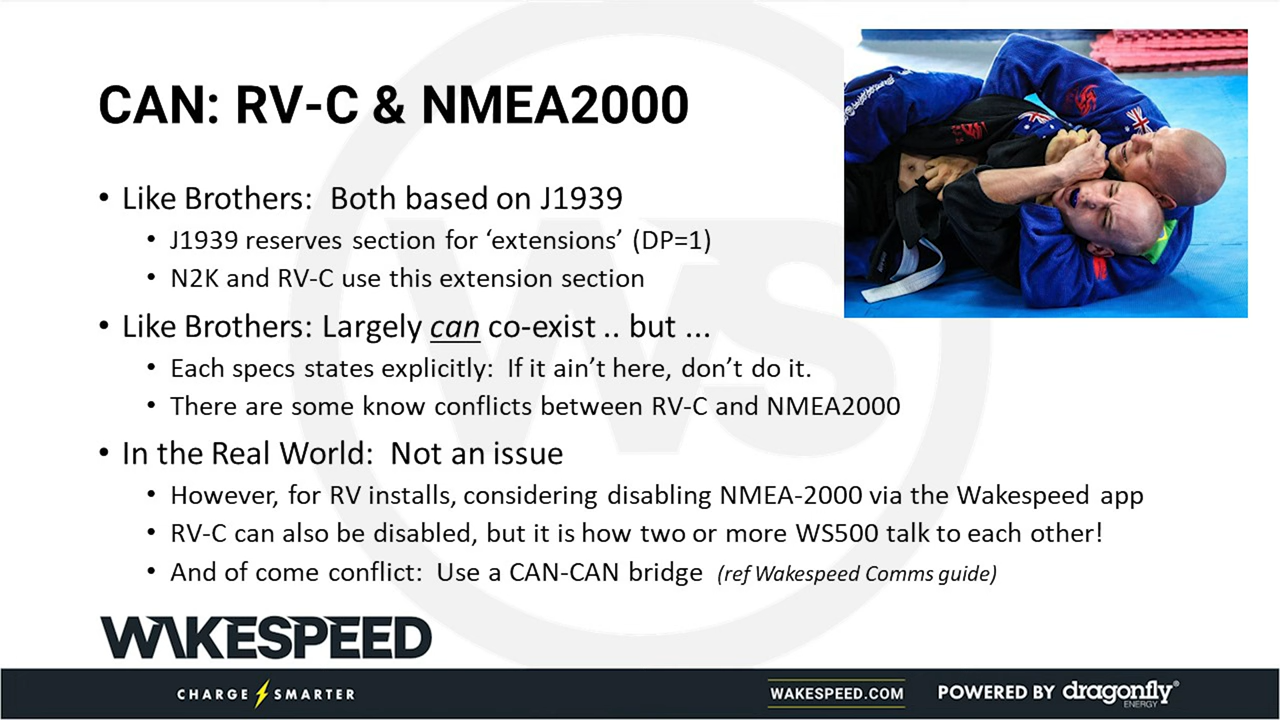 CAN: RV-C & NMEA2000
• Like Brothers: Both based on J1939
• J1939 reserves section for ‘extensions’ (DP=1)
• N2K and RV-C use this extension section
• Like Brothers: Largely can co-exist .. but ...
• Each specs states explicitly: If it ain’t here, don’t do it.
• There are some know conflicts between RV-C and NMEA2000
• In the Real World: Not an issue
• However, for RV installs, considering disabling NMEA-2000 via the Wakespeed app
• RV-C can also be disabled, but it is how two or more WS500 talk to each other!
• And of come conflict: Use a CAN-CAN bridge (ref Wakespeed Comms guide)
WS
WAKESPEED
CHARGE SMARTER
WAKESPEED.COM
POWERED BY dragonfly®
ENERGY